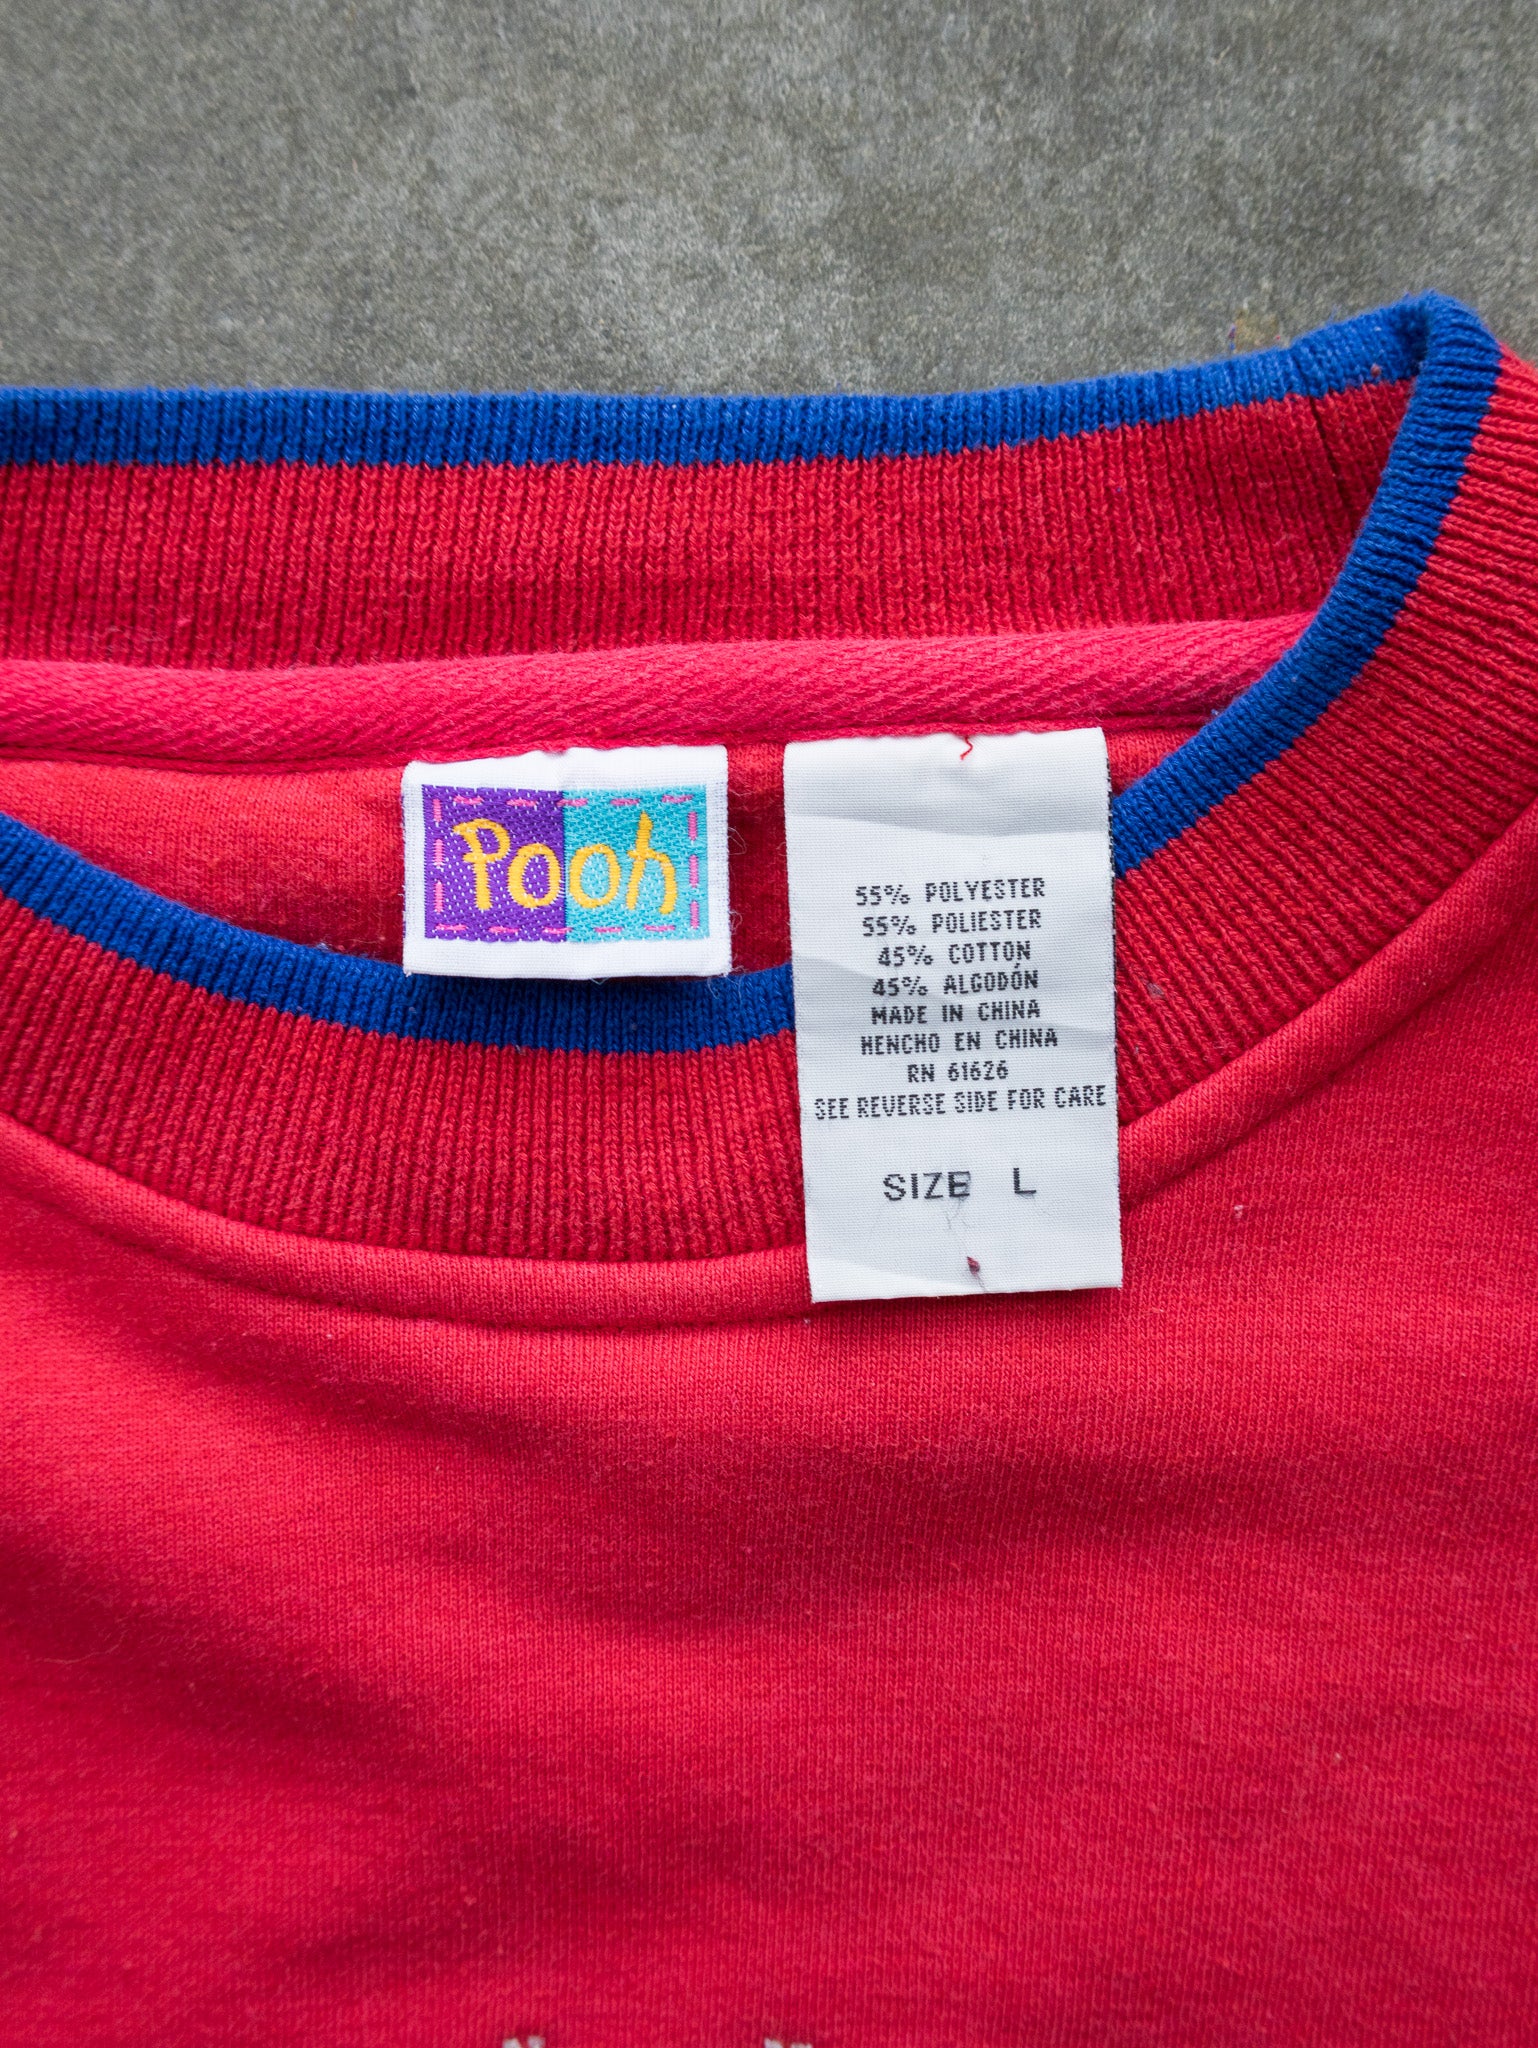 Pooh
55% POLYESTER
55% POLIESTER
45% COTTON
45% ALGODÓN
MADE IN CHINA
HENCHO EN CHINA
RN 61626
SEE REVERSE SIDE FOR CARE
SIZE L